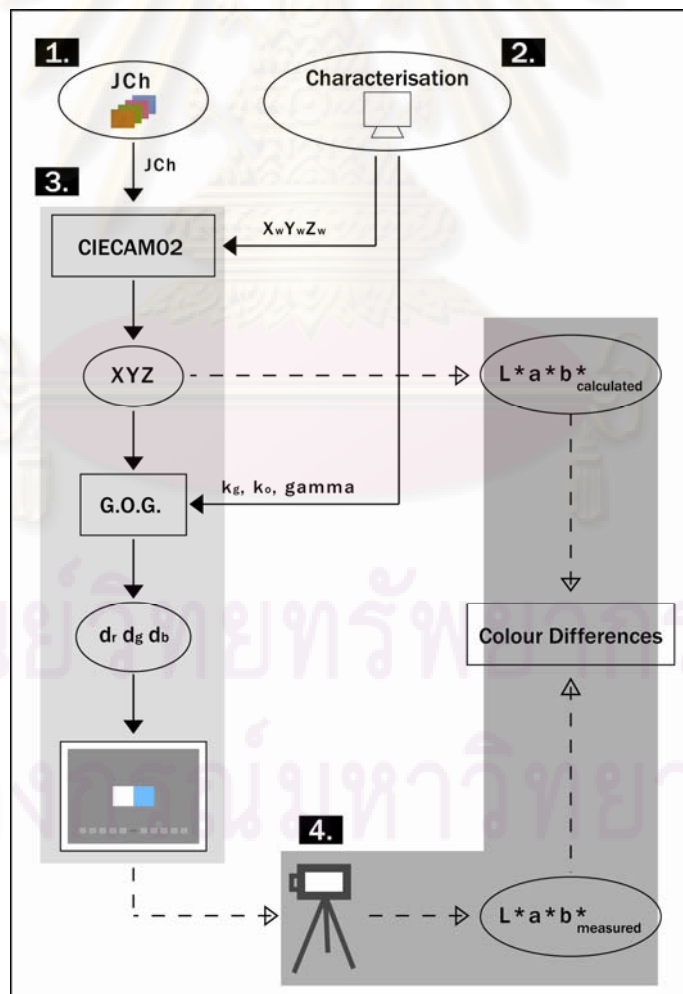 1.
JCh
Characterisation
2.
JCh
3.
XwYwZw
CIECAM02
XYZ
L*a*b*calculated
kg, ko, gamma
G.O.G.
dr dg db
Colour Differences
4.
L*a*b*measured